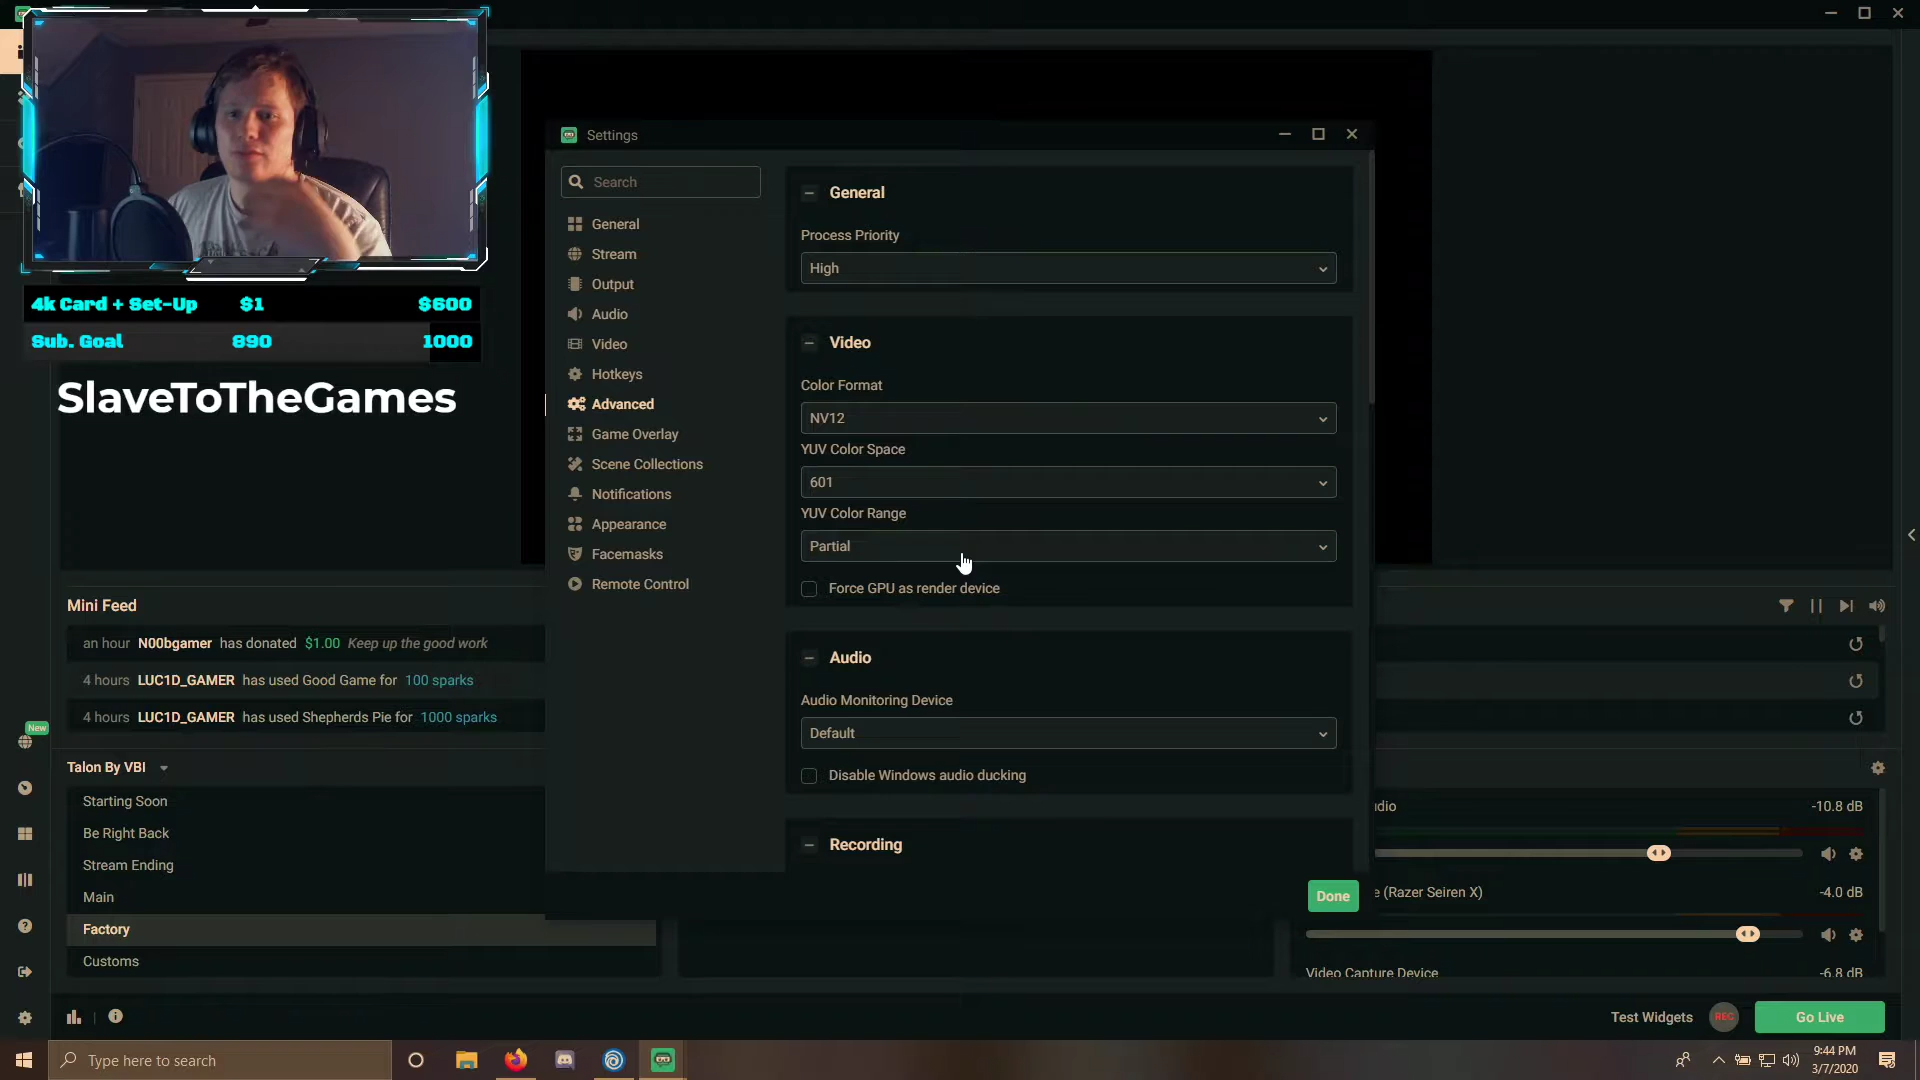 Settings
Search
General
Stream
Output
Audio
Video
Hotkeys
Advanced
Game Overlay
Scene Collections
Notifications
Appearance
Facemasks
Remote Control
General
Process Priority
High
Video
Color Format
NV12
YUV Color Space
601
YUV Color Range
Partial
Force GPU as render device
Audio
Audio Monitoring Device
Default
Disable Windows audio ducking
Recording
Done
4k Card + Set-Up $1 $600
Sub. Goal 890 1000
SlaveToTheGames
Mini Feed
an hour N00bgamer has donated $1.00 Keep up the good work
4 hours LUC1D_GAMER has used Good Game for 100 sparks
4 hours LUC1D_GAMER has used Shepherds Pie for 1000 sparks
New
Talon By VBI
Starting Soon
Be Right Back
Stream Ending
Main
Factory
Customs
dio -10.8 dB
e (Razer Seiren X) -4.0 dB
Video Capture Device -6.8 dB
Test Widgets REC Go Live
Type here to search
9:44 PM
3/7/2020